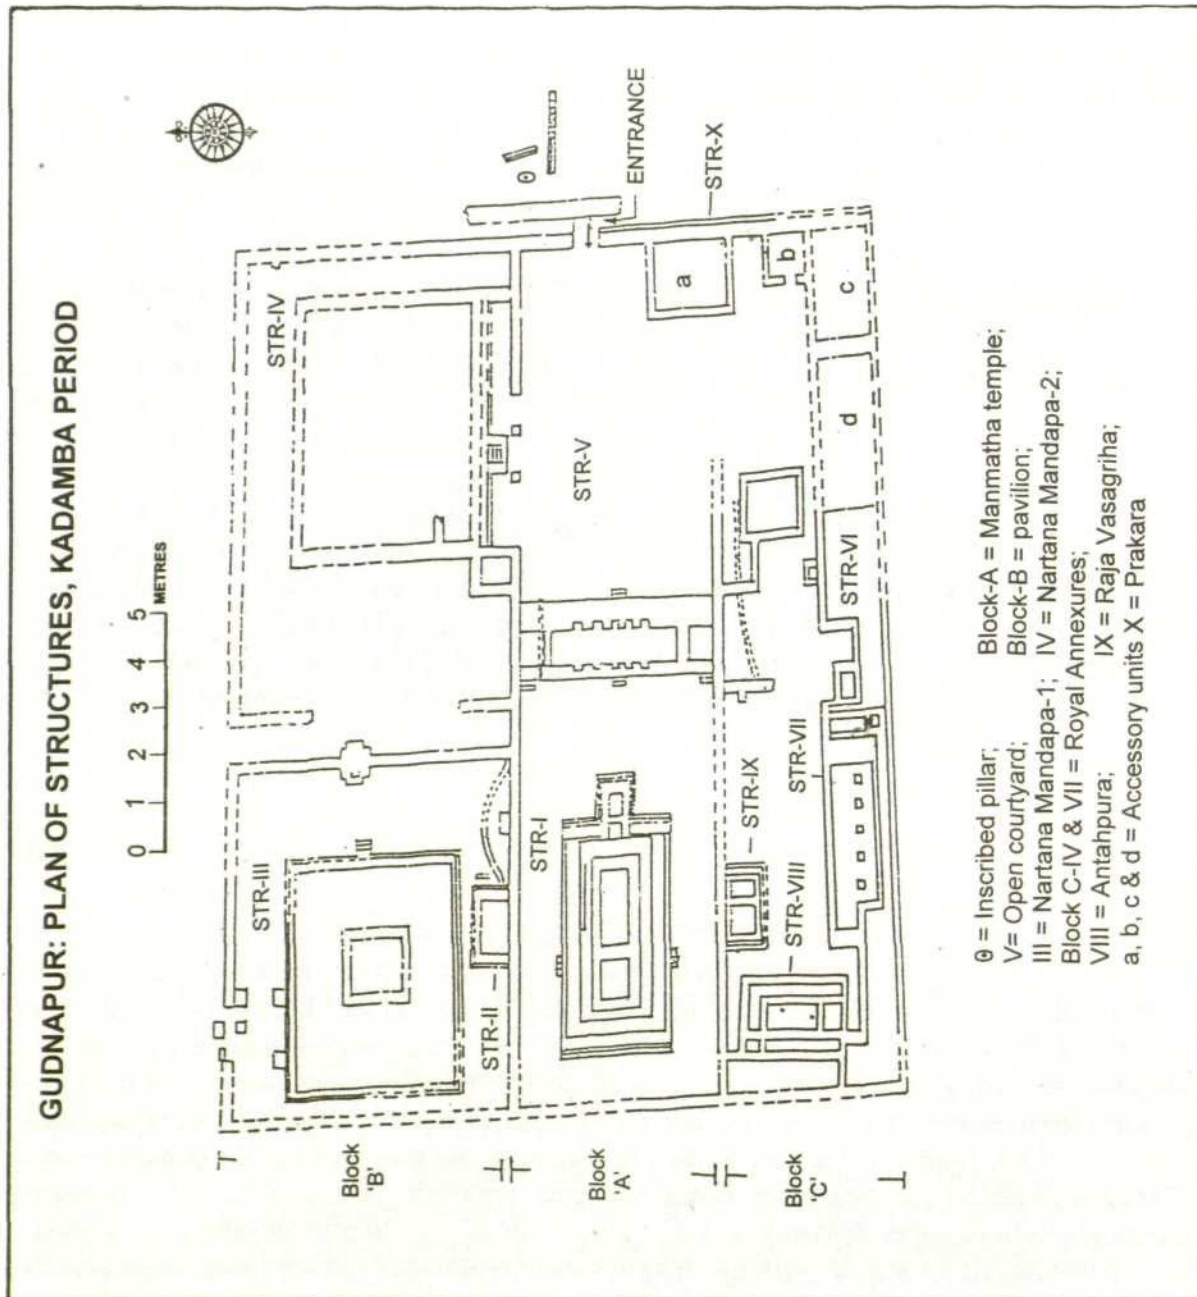 GUDNAPUR: PLAN OF STRUCTURES, KADAMBA PERIOD
0 1 2 3 4 5
METRES
STR-III
STR-IV
STR-II
STR-I
STR-V
ENTRANCE
STR-X
STR-IX
STR-VIII
STR-VII
STR-VI
a
b
c
d
θ
Block 'B'
Block 'A'
Block 'C'
θ = Inscribed pillar; Block-A = Manmatha temple;
V= Open courtyard; Block-B = pavilion;
III = Nartana Mandapa-1; IV = Nartana Mandapa-2;
Block C-IV & VII = Royal Annexures;
VIII = Antahpura; IX = Raja Vasagriha;
a, b, c & d = Accessory units X = Prakara